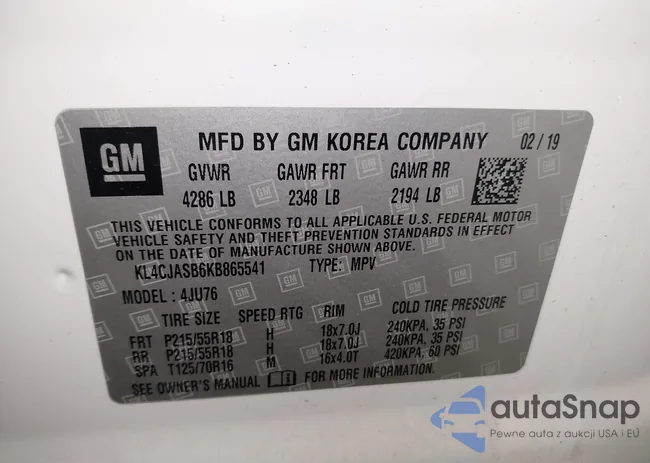 GM MFD BY GM KOREA COMPANY 02/19
GVWR GAWR FRT GAWR RR
4286 LB 2348 LB 2194 LB
THIS VEHICLE CONFORMS TO ALL APPLICABLE U.S. FEDERAL MOTOR
VEHICLE SAFETY AND THEFT PREVENTION STANDARDS IN EFFECT
ON THE DATE OF MANUFACTURE SHOWN ABOVE.
KL4CJASB6KB865541 TYPE: MPV
MODEL: 4JU76
TIRE SIZE SPEED RTG RIM COLD TIRE PRESSURE
FRT P215/55R18 H 18x7.0J 240KPA, 35 PSI
RR P215/55R18 H 18x7.0J 240KPA, 35 PSI
SPA T125/70R16 M 16x4.0T 420KPA, 60 PSI
SEE OWNER'S MANUAL FOR MORE INFORMATION.
autaSnap
Pewne auta z aukcji USA i EU